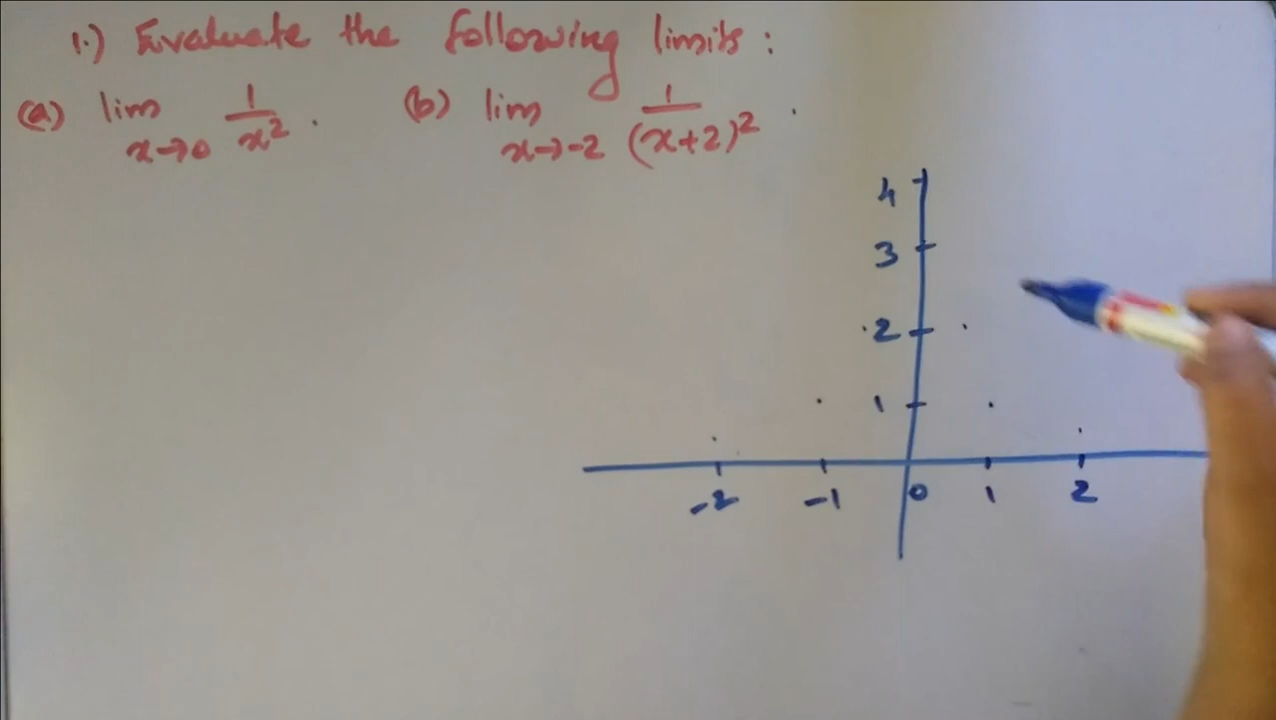 1.) Evaluate the following limits :
(a) lim x→0 1/x² . (b) lim x→-2 1/(x+2)² .
4
3
2
1
-2 -1 0 1 2